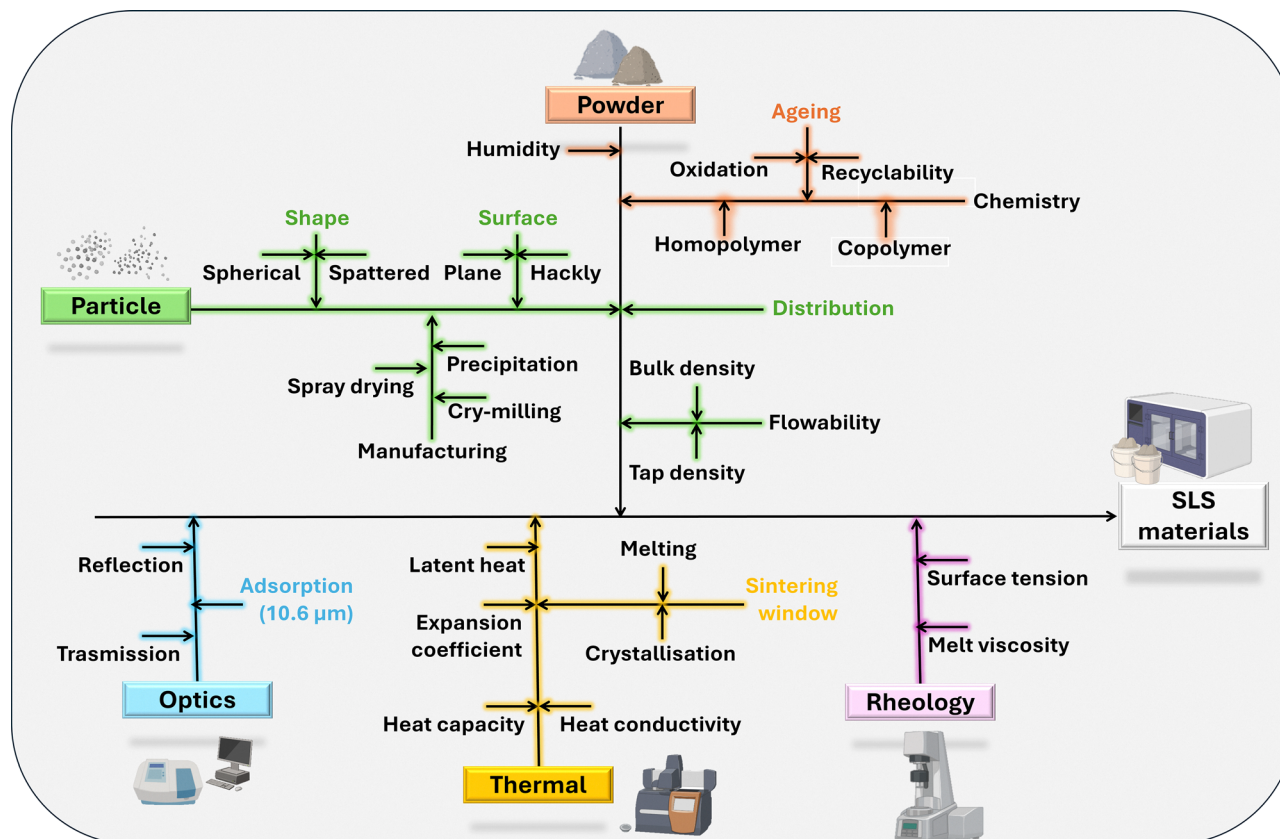 Powder
Ageing
Humidity
Oxidation
Recyclability
Chemistry
Shape
Surface
Homopolymer
Copolymer
Spherical
Spattered
Plane
Hackly
Particle
Distribution
Precipitation
Bulk density
Spray drying
Cry-milling
Flowability
Manufacturing
Tap density
SLS
materials
Reflection
Latent heat
Melting
Surface tension
Adsorption
(10.6 µm)
Sintering
window
Expansion
coefficient
Trasmission
Crystallisation
Melt viscosity
Optics
Rheology
Heat capacity
Heat conductivity
Thermal